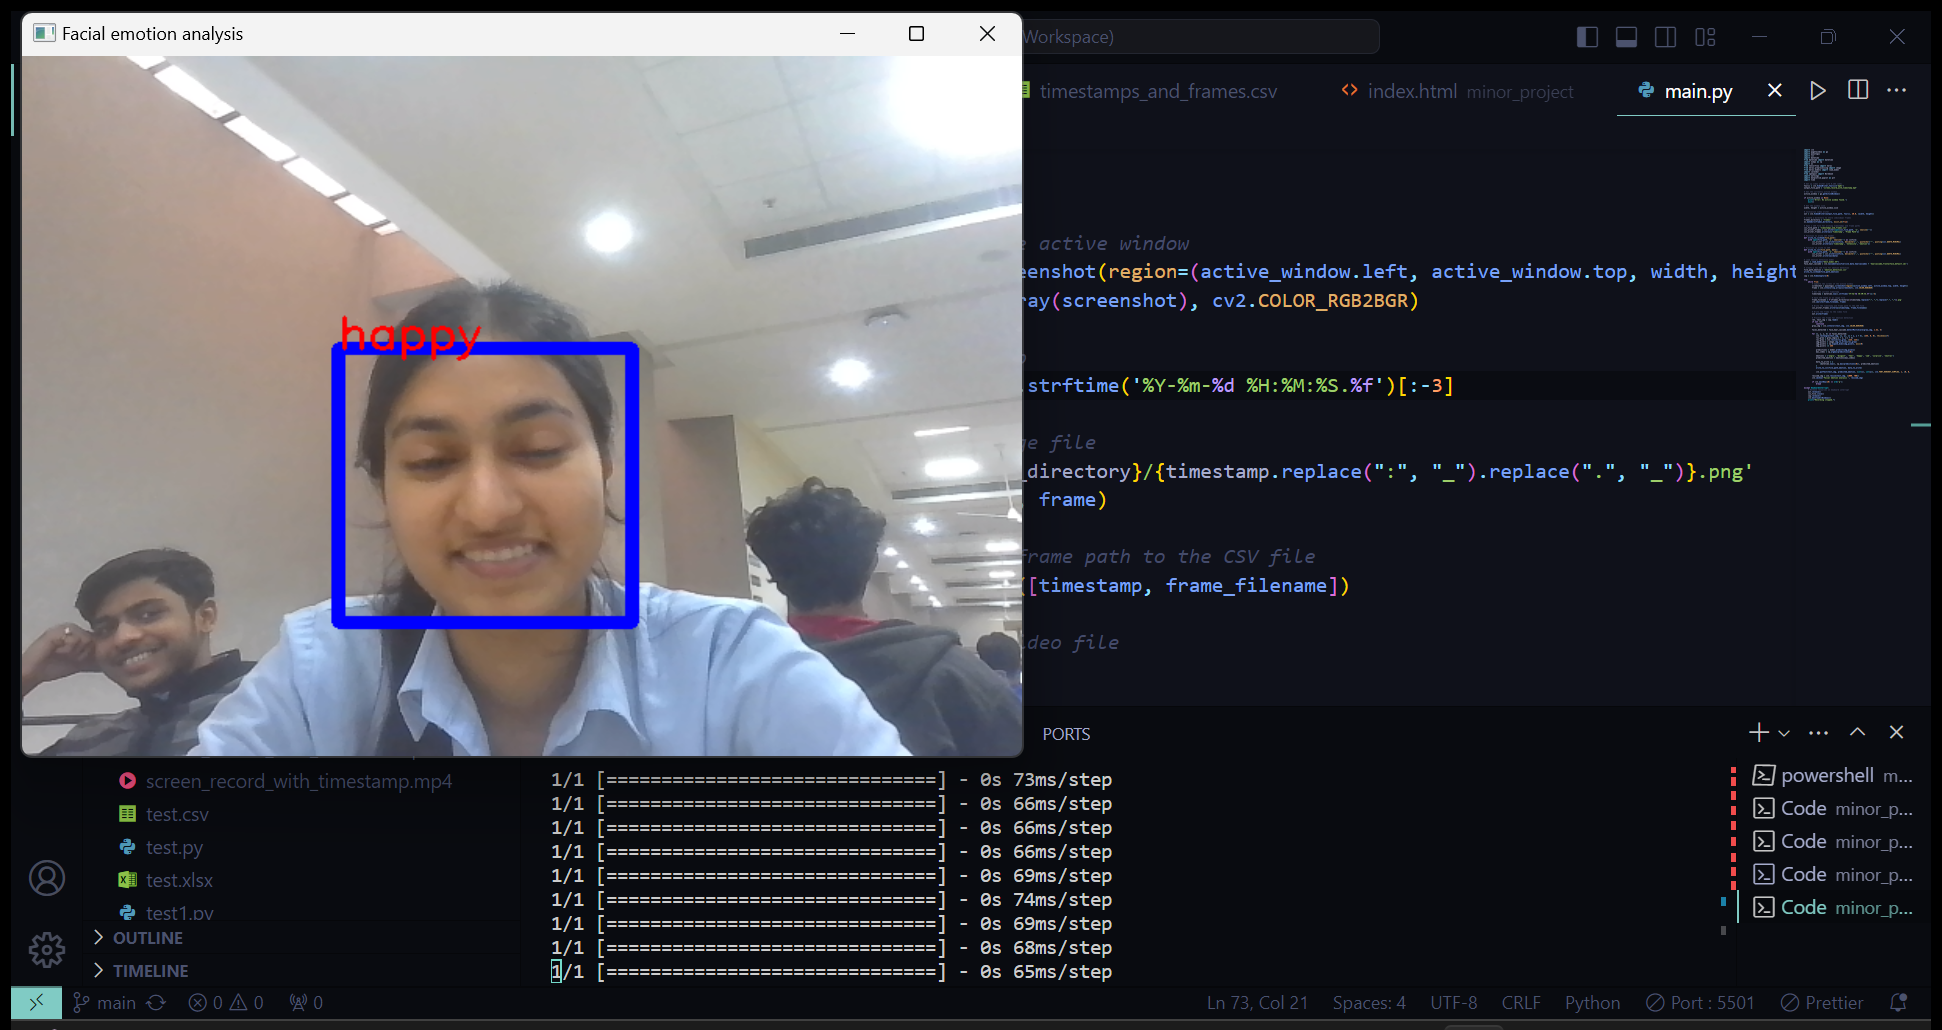 Facial emotion analysis
happy
Workspace)
timestamps_and_frames.csv
index.html minor_project
main.py
active window
enshot(region=(active_window.left, active_window.top, width, height
ray(screenshot), cv2.COLOR_RGB2BGR)
strftime('%Y-%m-%d %H:%M:%S.%f')[:-3]
file
_directory}/{timestamp.replace(":", "_").replace(".", "_")}.png'
frame)
frame path to the CSV file
([timestamp, frame_filename])
deo file
PORTS
screen_record_with_timestamp.mp4
test.csv
test.py
test.xlsx
test1.py
OUTLINE
TIMELINE
1/1 [==============================] - 0s 73ms/step
1/1 [==============================] - 0s 66ms/step
1/1 [==============================] - 0s 66ms/step
1/1 [==============================] - 0s 66ms/step
1/1 [==============================] - 0s 69ms/step
1/1 [==============================] - 0s 74ms/step
1/1 [==============================] - 0s 69ms/step
1/1 [==============================] - 0s 68ms/step
1/1 [==============================] - 0s 65ms/step
powershell m...
Code minor_p...
Code minor_p...
Code minor_p...
Code minor_p...
main
0 0
0
Ln 73, Col 21
Spaces: 4
UTF-8
CRLF
Python
Port : 5501
Prettier